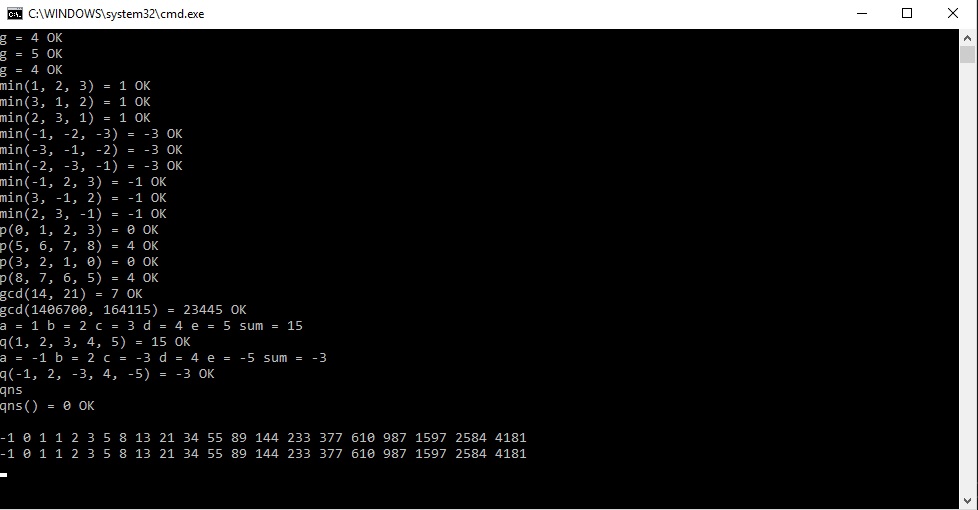 C:\WINDOWS\system32\cmd.exe
g = 4 OK
g = 5 OK
g = 4 OK
min(1, 2, 3) = 1 OK
min(3, 1, 2) = 1 OK
min(2, 3, 1) = 1 OK
min(-1, -2, -3) = -3 OK
min(-3, -1, -2) = -3 OK
min(-2, -3, -1) = -3 OK
min(-1, 2, 3) = -1 OK
min(3, -1, 2) = -1 OK
min(2, 3, -1) = -1 OK
p(0, 1, 2, 3) = 0 OK
p(5, 6, 7, 8) = 4 OK
p(3, 2, 1, 0) = 0 OK
p(8, 7, 6, 5) = 4 OK
gcd(14, 21) = 7 OK
gcd(1406700, 164115) = 23445 OK
a = 1 b = 2 c = 3 d = 4 e = 5 sum = 15
q(1, 2, 3, 4, 5) = 15 OK
a = -1 b = 2 c = -3 d = 4 e = -5 sum = -3
q(-1, 2, -3, 4, -5) = -3 OK
qns
qns() = 0 OK
-1 0 1 1 2 3 5 8 13 21 34 55 89 144 233 377 610 987 1597 2584 4181
-1 0 1 1 2 3 5 8 13 21 34 55 89 144 233 377 610 987 1597 2584 4181